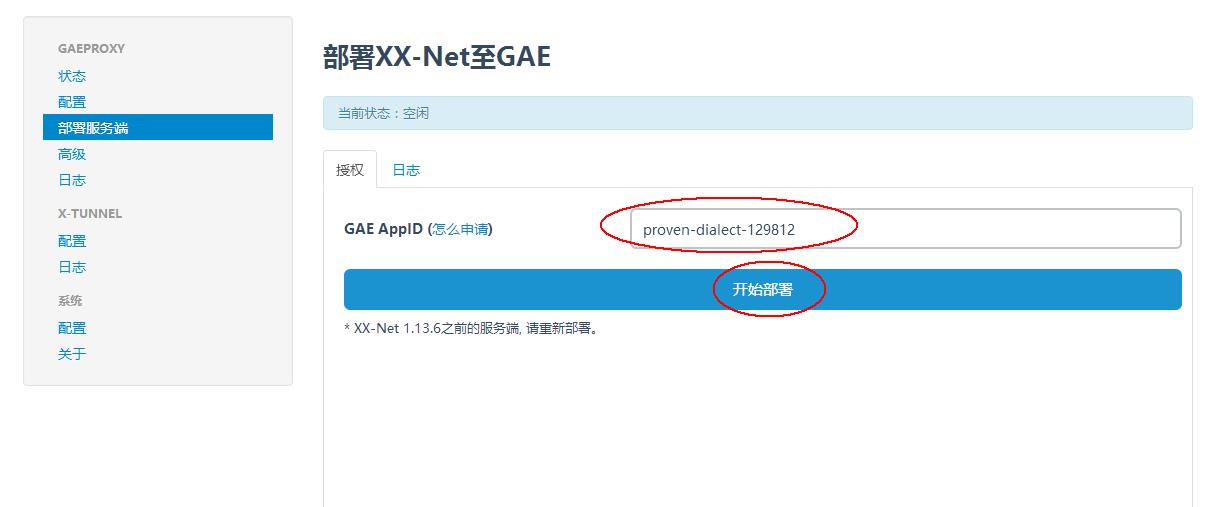 GAEPROXY
状态
配置
部署服务端
高级
日志
X-TUNNEL
配置
日志
系统
配置
关于
部署XX-Net至GAE
当前状态：空闲
授权 日志
GAE AppID (怎么申请) proven-dialect-129812
开始部署
* XX-Net 1.13.6之前的服务端, 请重新部署。